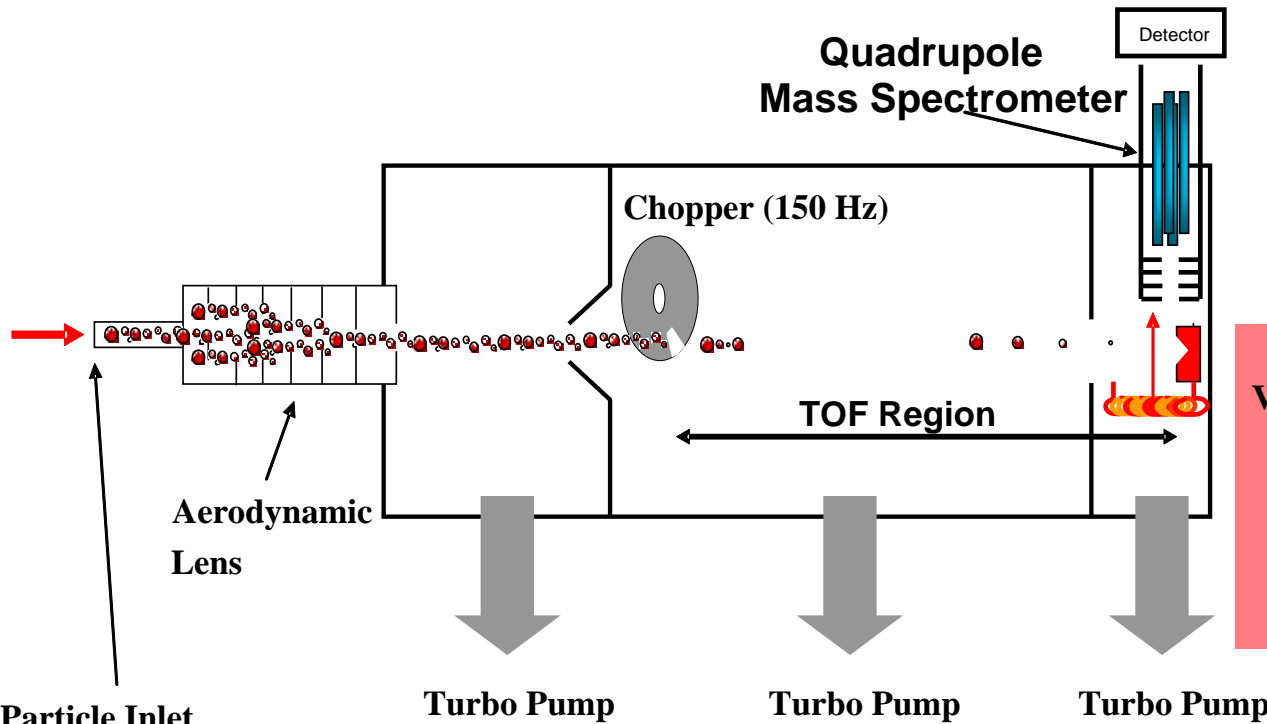 Detector
Quadrupole
Mass Spectrometer
Chopper (150 Hz)
TOF Region
Aerodynamic
Lens
Particle Inlet
Turbo Pump
Turbo Pump
Turbo Pump